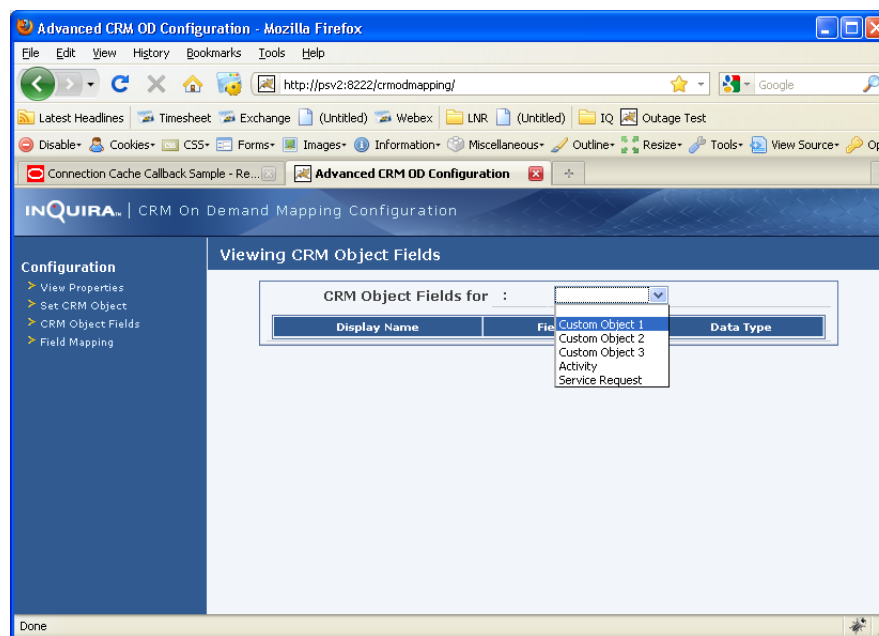 Advanced CRM OD Configuration - Mozilla Firefox
File Edit View History Bookmarks Tools Help
http://psv2:8222/crmodmapping/ Google
Latest Headlines Timesheet Exchange (Untitled) Webex LNR (Untitled) IQ Outage Test
Disable Cookies CSS Forms Images Information Miscellaneous Outline Resize Tools View Source Op
Connection Cache Callback Sample - Re... Advanced CRM OD Configuration
INQUIRA™ | CRM On Demand Mapping Configuration
Viewing CRM Object Fields
Configuration
> View Properties
> Set CRM Object
> CRM Object Fields
> Field Mapping
CRM Object Fields for :
Display Name Fie Data Type
Custom Object 1
Custom Object 2
Custom Object 3
Activity
Service Request
Done